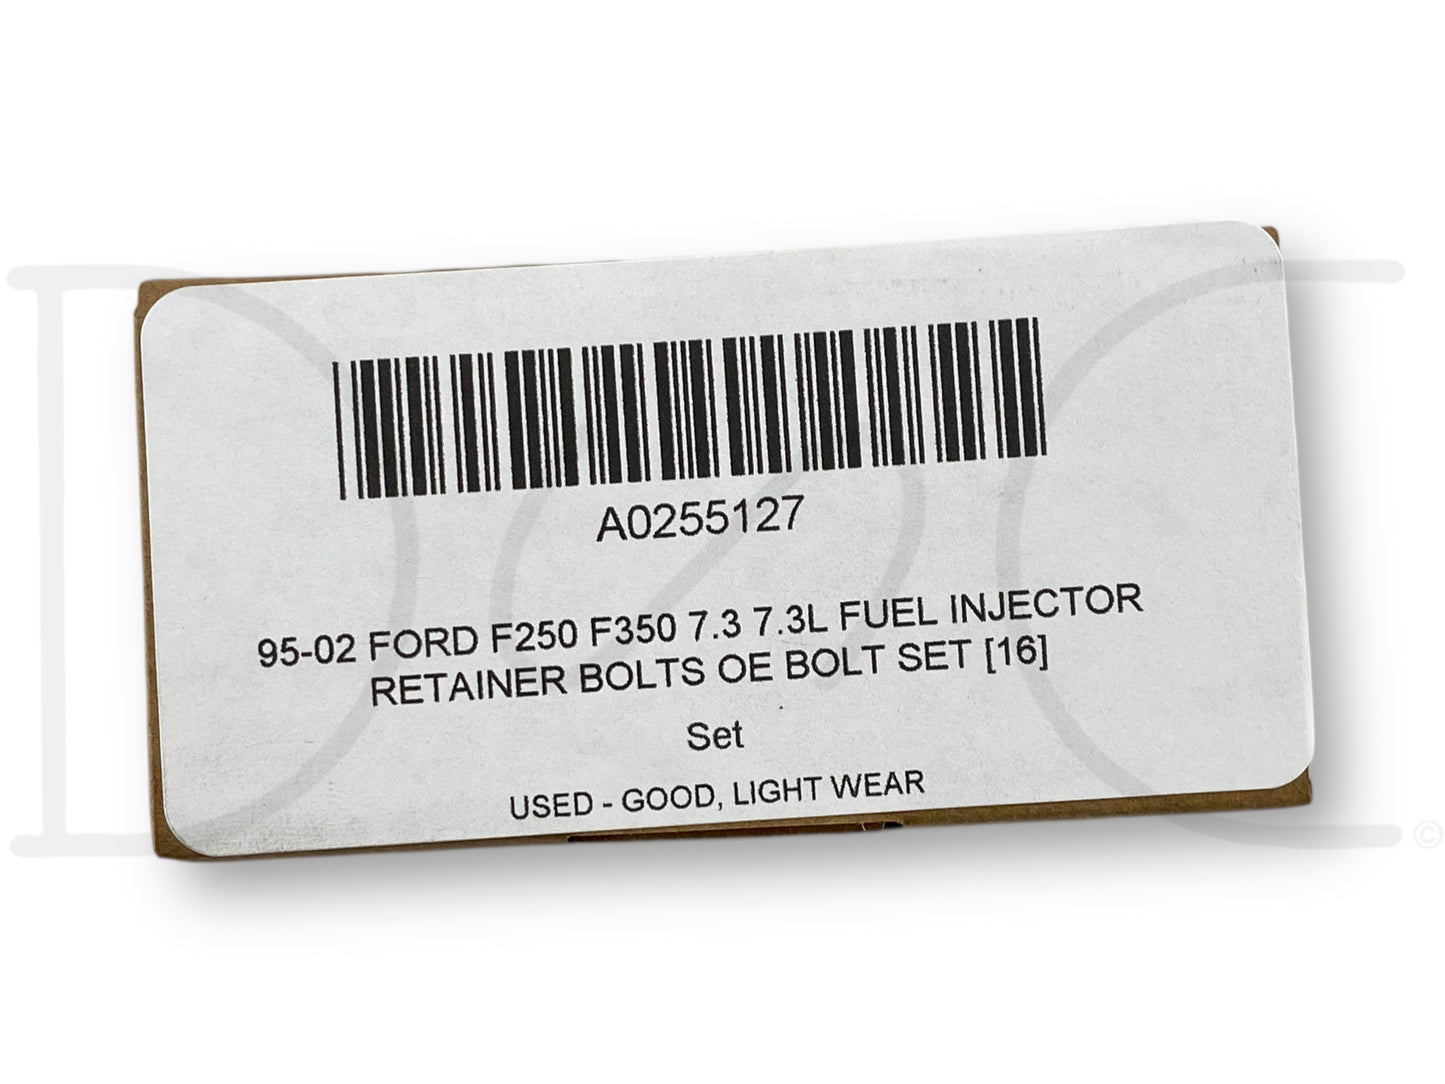 A0255127
95-02 FORD F250 F350 7.3 7.3L FUEL INJECTOR
RETAINER BOLTS OE BOLT SET [16]
Set
USED - GOOD, LIGHT WEAR
©